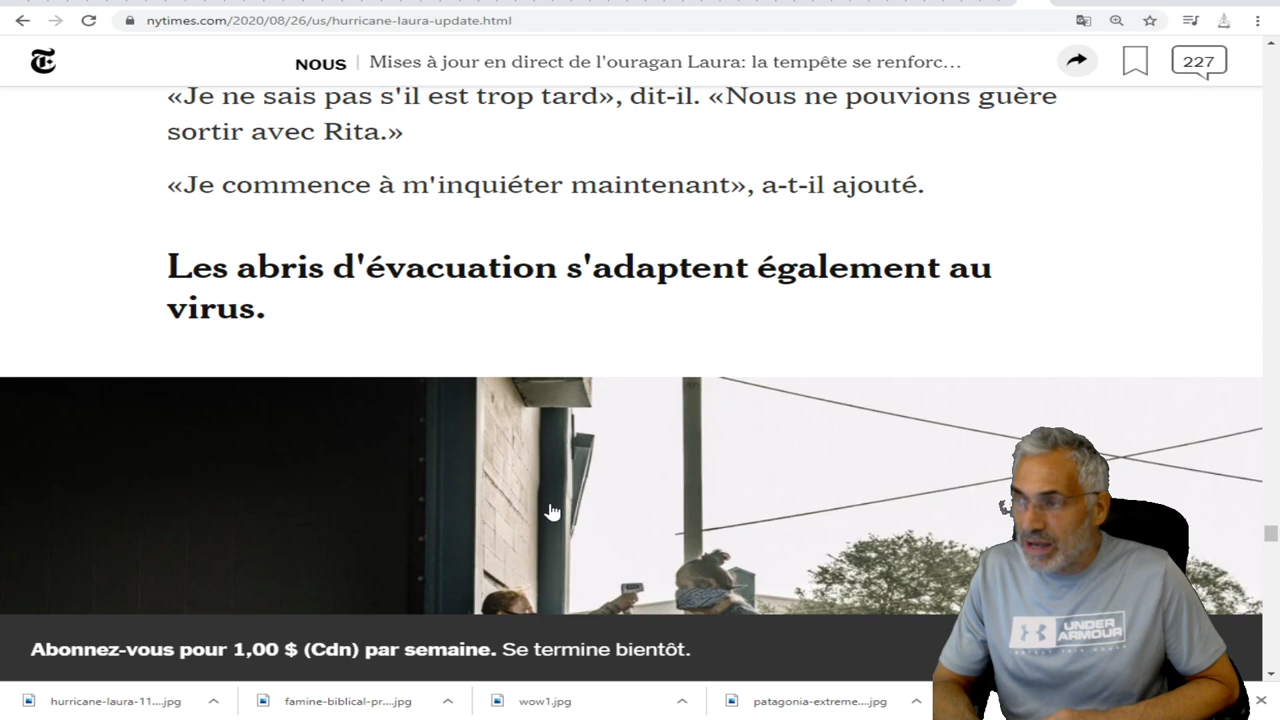 nytimes.com/2020/08/26/us/hurricane-laura-update.html
NOUS | Mises à jour en direct de l'ouragan Laura: la tempête se renforc…
227
«Je ne sais pas s'il est trop tard», dit-il. «Nous ne pouvions guère
sortir avec Rita.»
«Je commence à m'inquiéter maintenant», a-t-il ajouté.
Les abris d'évacuation s'adaptent également au
virus.
Abonnez-vous pour 1,00 $ (Cdn) par semaine. Se termine bientôt.
UNDER
ARMOUR
hurricane-laura-11....jpg
famine-biblical-pr....jpg
wow1.jpg
patagonia-extreme....jpg